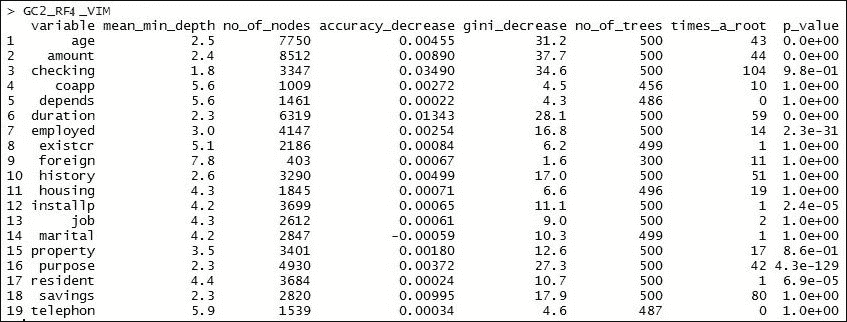 > GC2_RF4_VIM
variable mean_min_depth no_of_nodes accuracy_decrease gini_decrease no_of_trees times_a_root p_value
1 age 2.5 7750 0.00455 31.2 500 43 0.0e+00
2 amount 2.4 8512 0.00890 37.7 500 44 0.0e+00
3 checking 1.8 3347 0.03490 34.6 500 104 9.8e-01
4 coapp 5.6 1009 0.00272 4.5 456 10 1.0e+00
5 depends 5.6 1461 0.00022 4.3 486 0 1.0e+00
6 duration 2.3 6319 0.01343 28.1 500 59 0.0e+00
7 employed 3.0 4147 0.00254 16.8 500 14 2.3e-31
8 existcr 5.1 2186 0.00084 6.2 499 1 1.0e+00
9 foreign 7.8 403 0.00067 1.6 300 11 1.0e+00
10 history 2.6 3290 0.00499 17.0 500 51 1.0e+00
11 housing 4.3 1845 0.00071 6.6 496 19 1.0e+00
12 installp 4.2 3699 0.00065 11.1 500 1 2.4e-05
13 job 4.3 2612 0.00061 9.0 500 2 1.0e+00
14 marital 4.2 2847 -0.00059 10.3 499 1 1.0e+00
15 property 3.5 3401 0.00180 12.6 500 17 8.6e-01
16 purpose 2.3 4930 0.00372 27.3 500 42 4.3e-129
17 resident 4.4 3684 0.00024 10.7 500 1 6.9e-05
18 savings 2.3 2820 0.00995 17.9 500 80 1.0e+00
19 telephon 5.9 1539 0.00034 4.6 487 0 1.0e+00